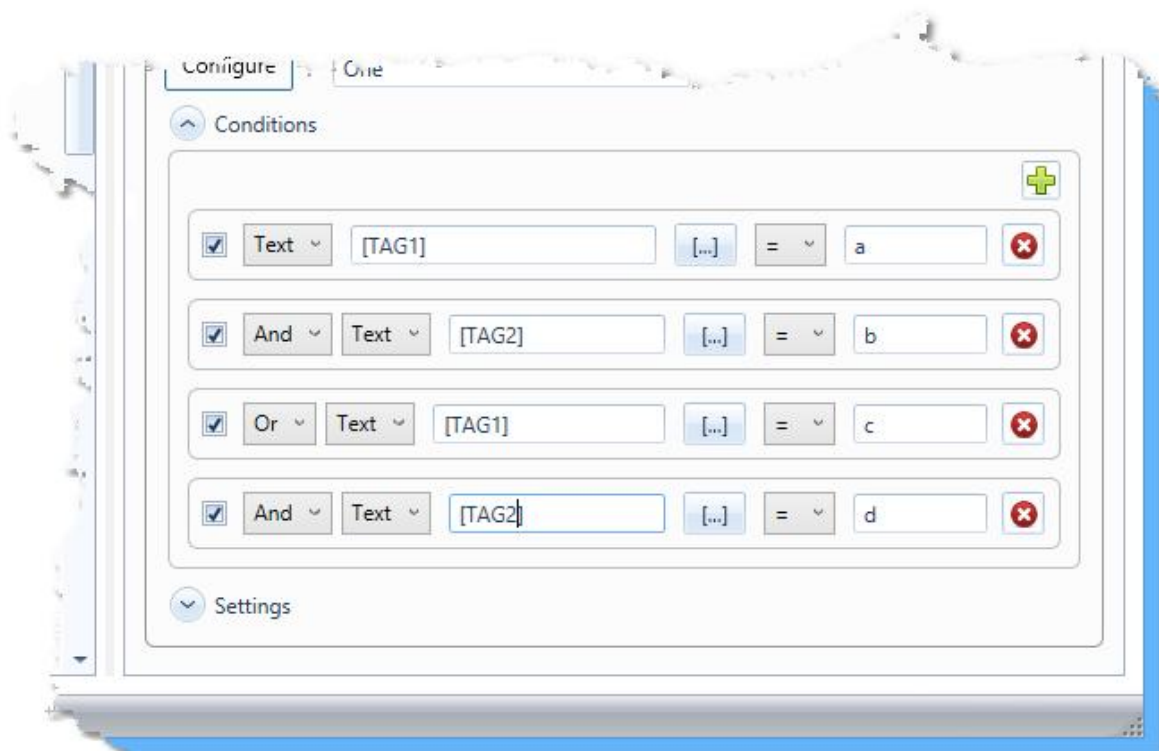 Configure One
Conditions
Text [TAG1] [...] = a
And Text [TAG2] [...] = b
Or Text [TAG1] [...] = c
And Text [TAG2] [...] = d
Settings